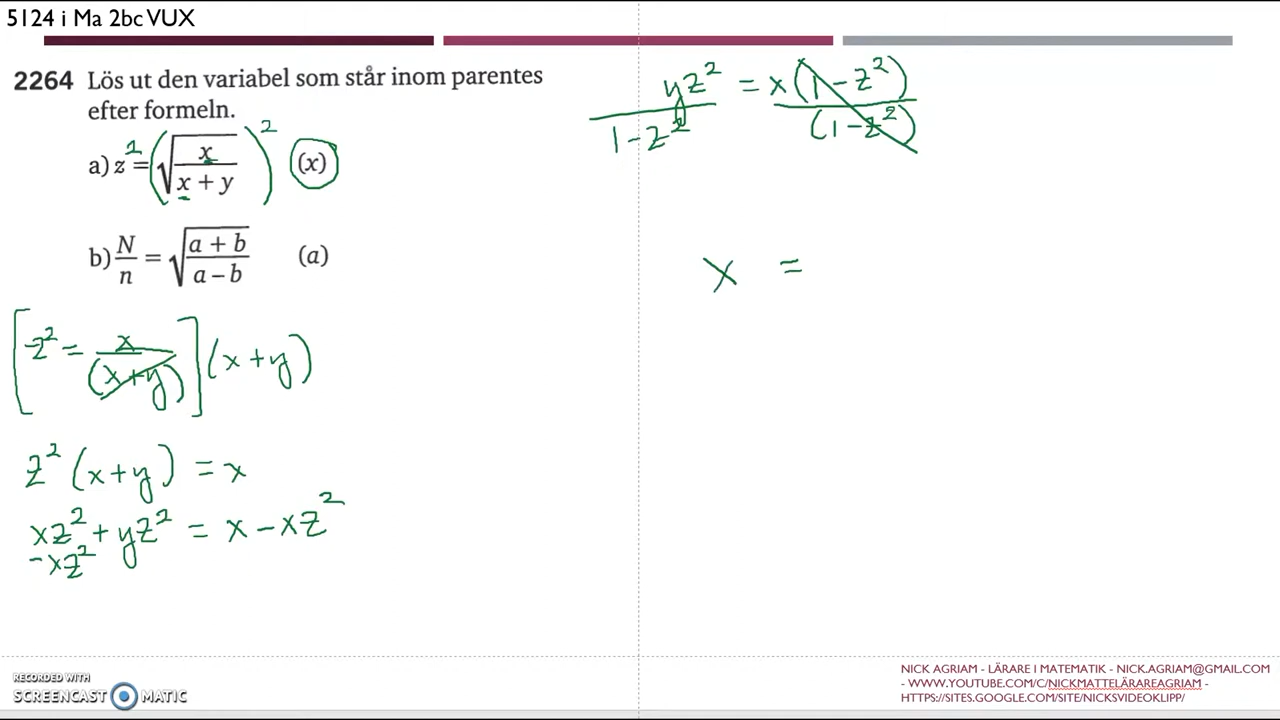 5124 i Ma 2bc VUX
2264 Lös ut den variabel som står inom parentes
efter formeln.
a) z² = (√(x/(x + y)))² (x)
b) N/n = √((a + b)/(a – b)) (a)
[z² = x/(x+y)] (x+y)
z² (x+y) = x
xz² + yz² = x – xz²
-xz²
yz²/(1-z²) = x(1-z²)/(1-z²)
x =
RECORDED WITH
SCREENCAST MATIC
NICK AGRIAM - LÄRARE I MATEMATIK - NICK.AGRIAM@GMAIL.COM
- WWW.YOUTUBE.COM/C/NICKMATTELÄRAREAGRIAM -
HTTPS://SITES.GOOGLE.COM/SITE/NICKSVIDEOKLIPP/